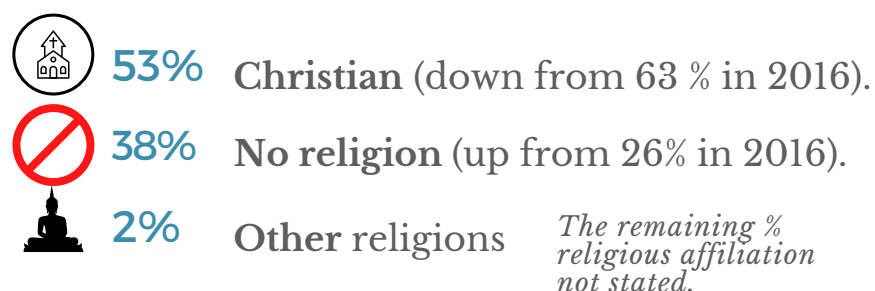 53% Christian (down from 63 % in 2016).
38% No religion (up from 26% in 2016).
2% Other religions
The remaining %
religious affiliation
not stated.